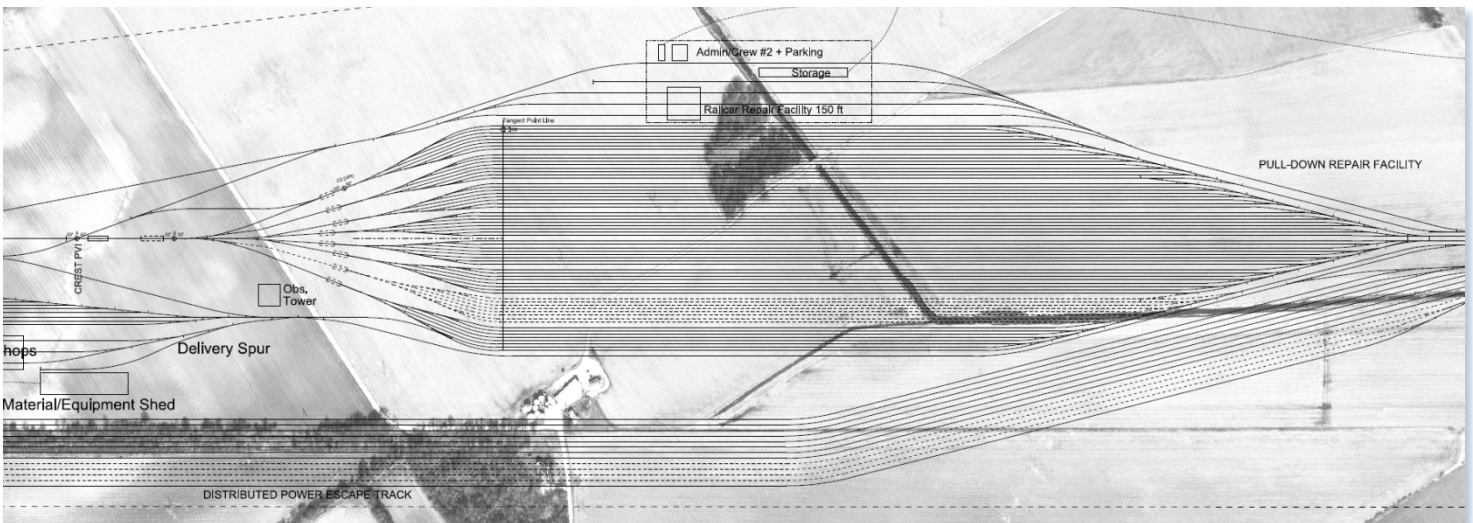 Admin/Crew #2 + Parking
Storage
Railcar Repair Facility 150 ft
Tangent Point Line
PULL-DOWN REPAIR FACILITY
CREST PVI
Obs.
Tower
hops
Delivery Spur
Material/Equipment Shed
DISTRIBUTED POWER ESCAPE TRACK